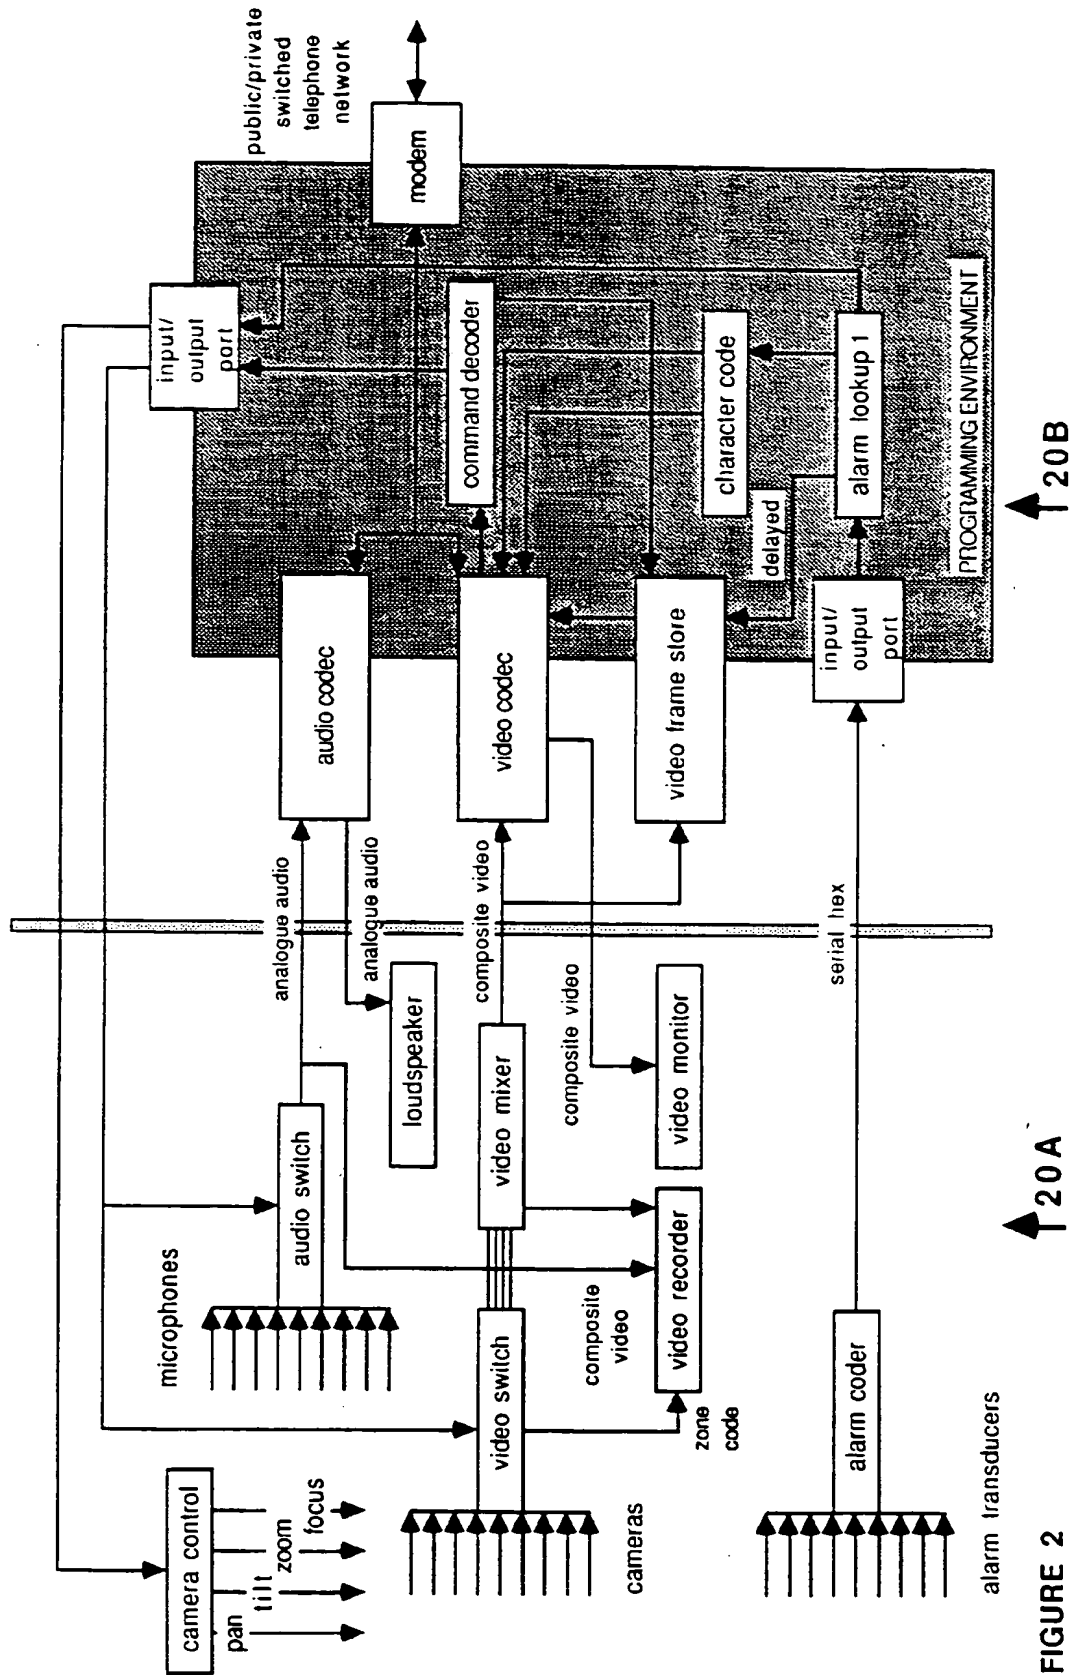 public/private
switched
telephone
network
modem
input/
output
port
command decoder
character code
alarm lookup 1
PROGRAMMING ENVIRONMENT
delayed
audio codec
video codec
video frame store
input/
output
port
20B
analogue audio
analogue audio
composite video
composite video
serial hex
loudspeaker
video mixer
video monitor
audio switch
microphones
video switch
composite
video
video recorder
zone
code
20A
camera control
pan
tilt
zoom
focus
cameras
alarm coder
alarm transducers
FIGURE 2